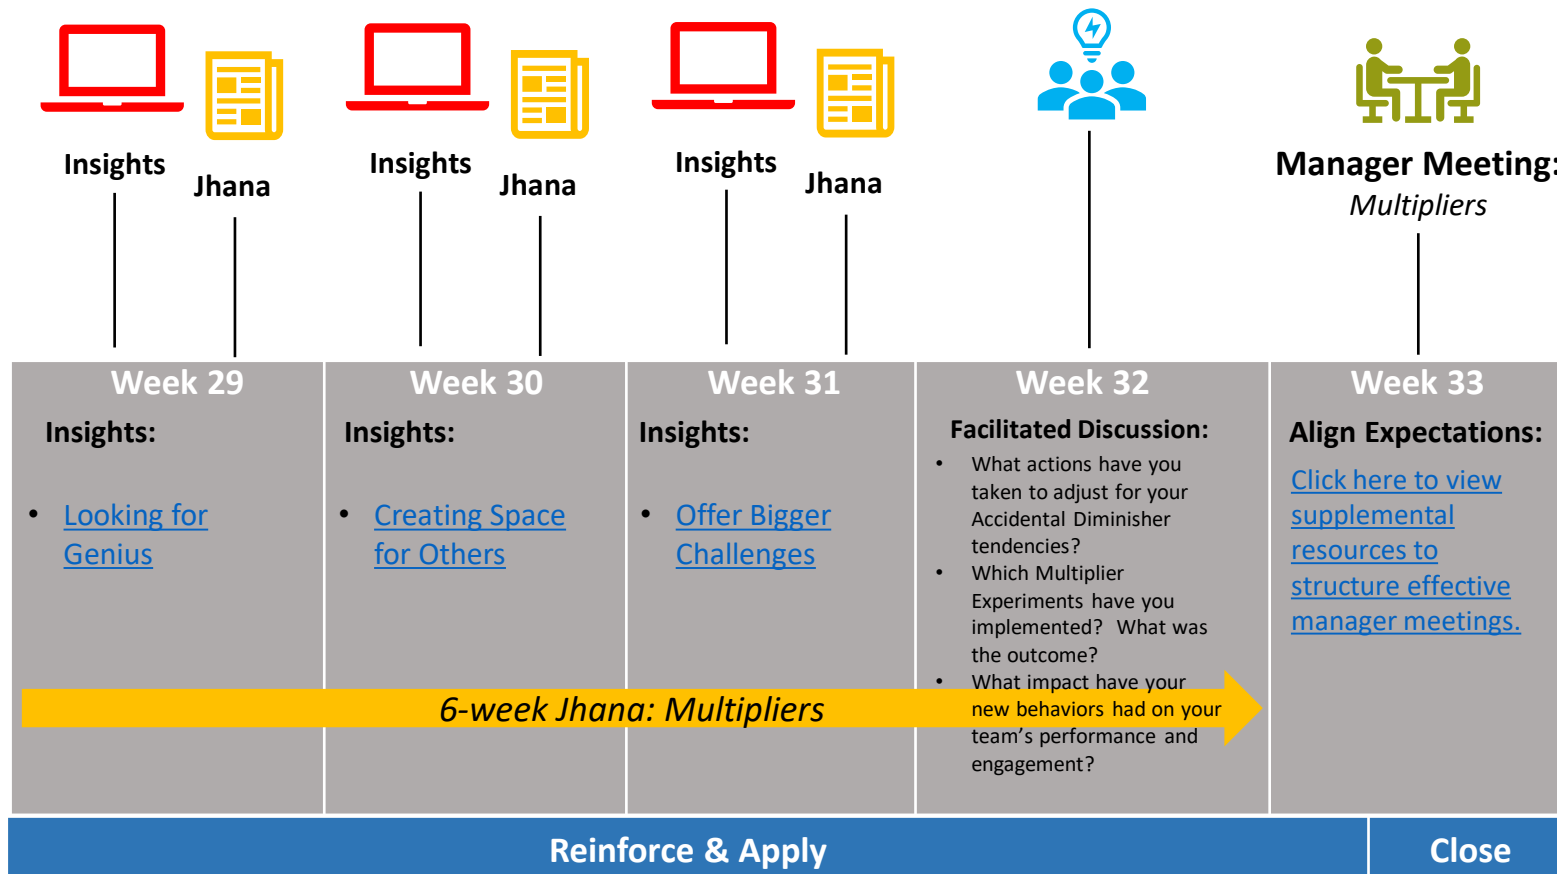 Insights
Jhana
Insights
Jhana
Insights
Jhana
Manager Meeting:
Multipliers
Week 29
Insights:
• Looking for
Genius
Week 30
Insights:
• Creating Space
for Others
Week 31
Insights:
• Offer Bigger
Challenges
Week 32
Facilitated Discussion:
• What actions have you
taken to adjust for your
Accidental Diminisher
tendencies?
• Which Multiplier
Experiments have you
implemented? What was
the outcome?
• What impact have your
new behaviors had on your
team’s performance and
engagement?
Week 33
Align Expectations:
Click here to view
supplemental
resources to
structure effective
manager meetings.
6-week Jhana: Multipliers
Reinforce & Apply
Close